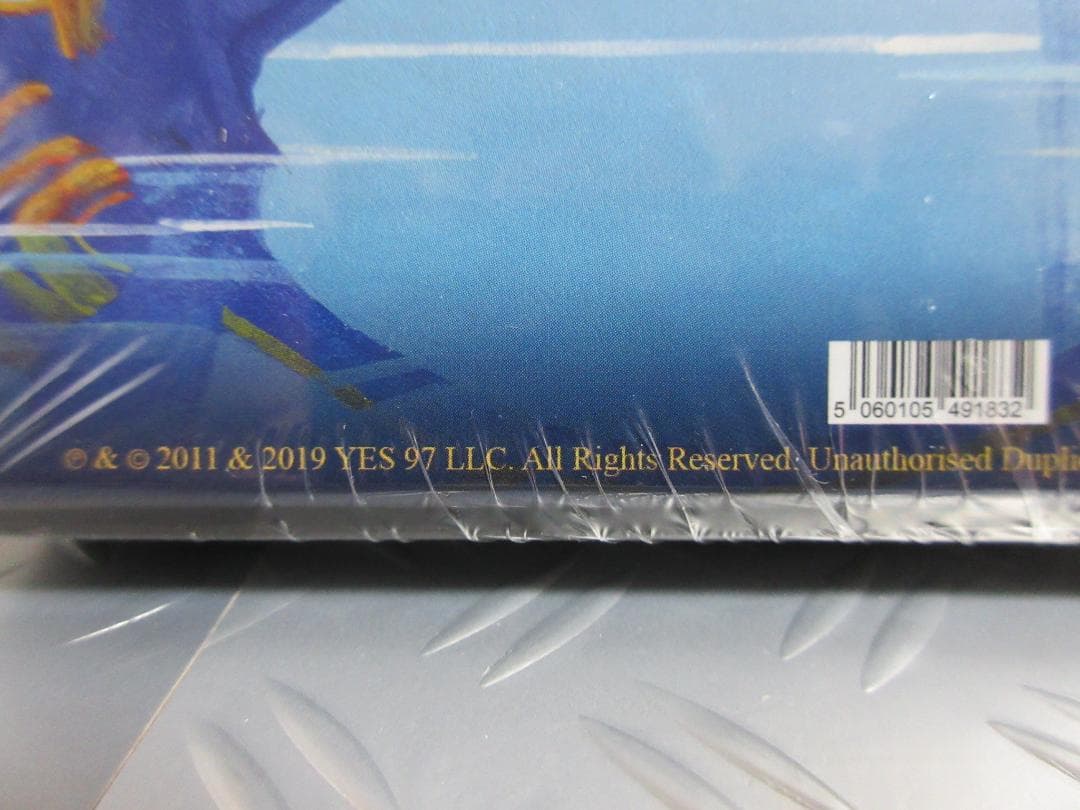 5 060105 491832
℗ & © 2011 & 2019 YES 97 LLC. All Rights Reserved. Unauthorised